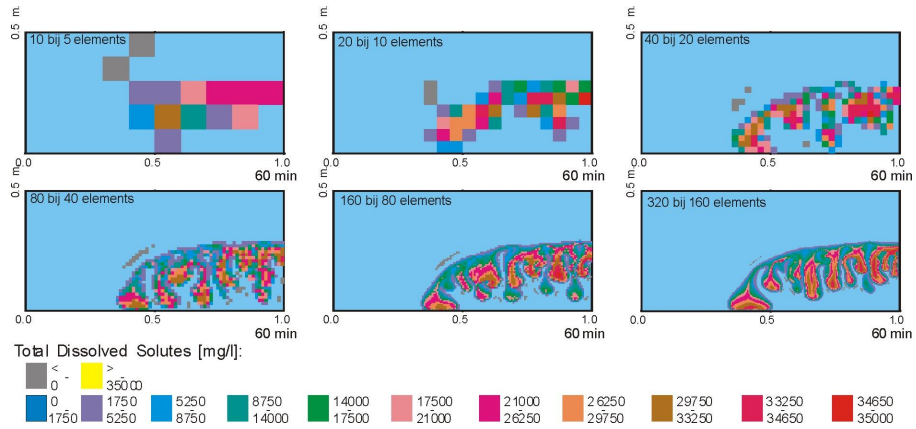 0.5 m.
10 bij 5 elements
20 bij 10 elements
0.5 m.
40 bij 20 elements
0.0 0.5 1.0
60 min
0.0 0.5 1.0
60 min
0.0 0.5 1.0
60 min
0.5 m.
80 bij 40 elements
160 bij 80 elements
0.5 m.
320 bij 160 elements
0.0 0.5 1.0
60 min
0.0 0.5 1.0
60 min
0.0 0.5 1.0
60 min
Total Dissolved Solutes [mg/l]:
< - 0
> - 35000
0 - 1750
1750 - 5250
5250 - 8750
8750 - 14000
14000 - 17500
17500 - 21000
21000 - 26250
26250 - 29750
29750 - 33250
33250 - 34650
34650 - 35000